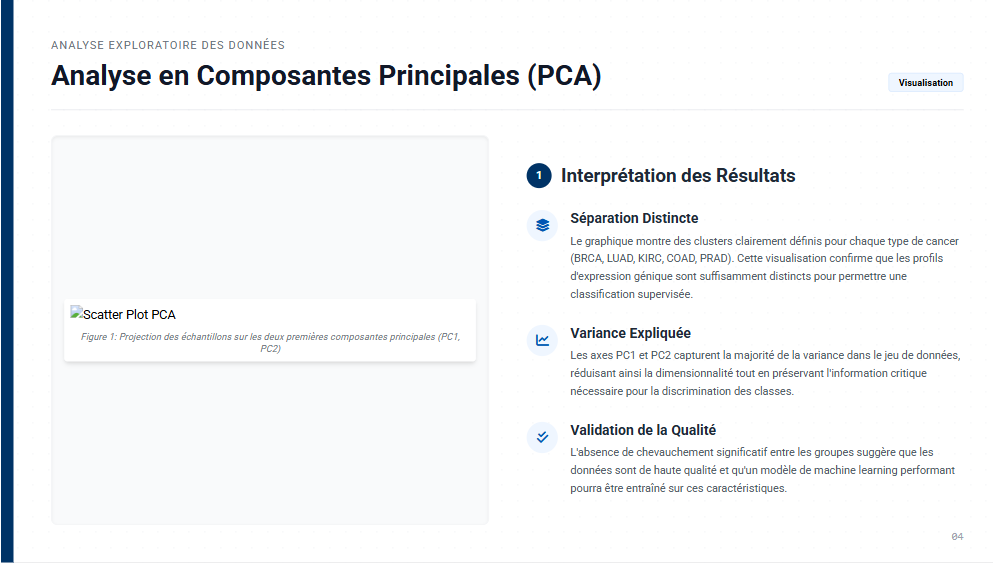 ANALYSE EXPLORATOIRE DES DONNÉES
Analyse en Composantes Principales (PCA)
Visualisation
Scatter Plot PCA
Figure 1: Projection des échantillons sur les deux premières composantes principales (PC1,
PC2)
1
Interprétation des Résultats
Séparation Distincte
Le graphique montre des clusters clairement définis pour chaque type de cancer
(BRCA, LUAD, KIRC, COAD, PRAD). Cette visualisation confirme que les profils
d'expression génique sont suffisamment distincts pour permettre une
classification supervisée.
Variance Expliquée
Les axes PC1 et PC2 capturent la majorité de la variance dans le jeu de données,
réduisant ainsi la dimensionnalité tout en préservant l'information critique
nécessaire pour la discrimination des classes.
Validation de la Qualité
L'absence de chevauchement significatif entre les groupes suggère que les
données sont de haute qualité et qu'un modèle de machine learning performant
pourra être entraîné sur ces caractéristiques.
04